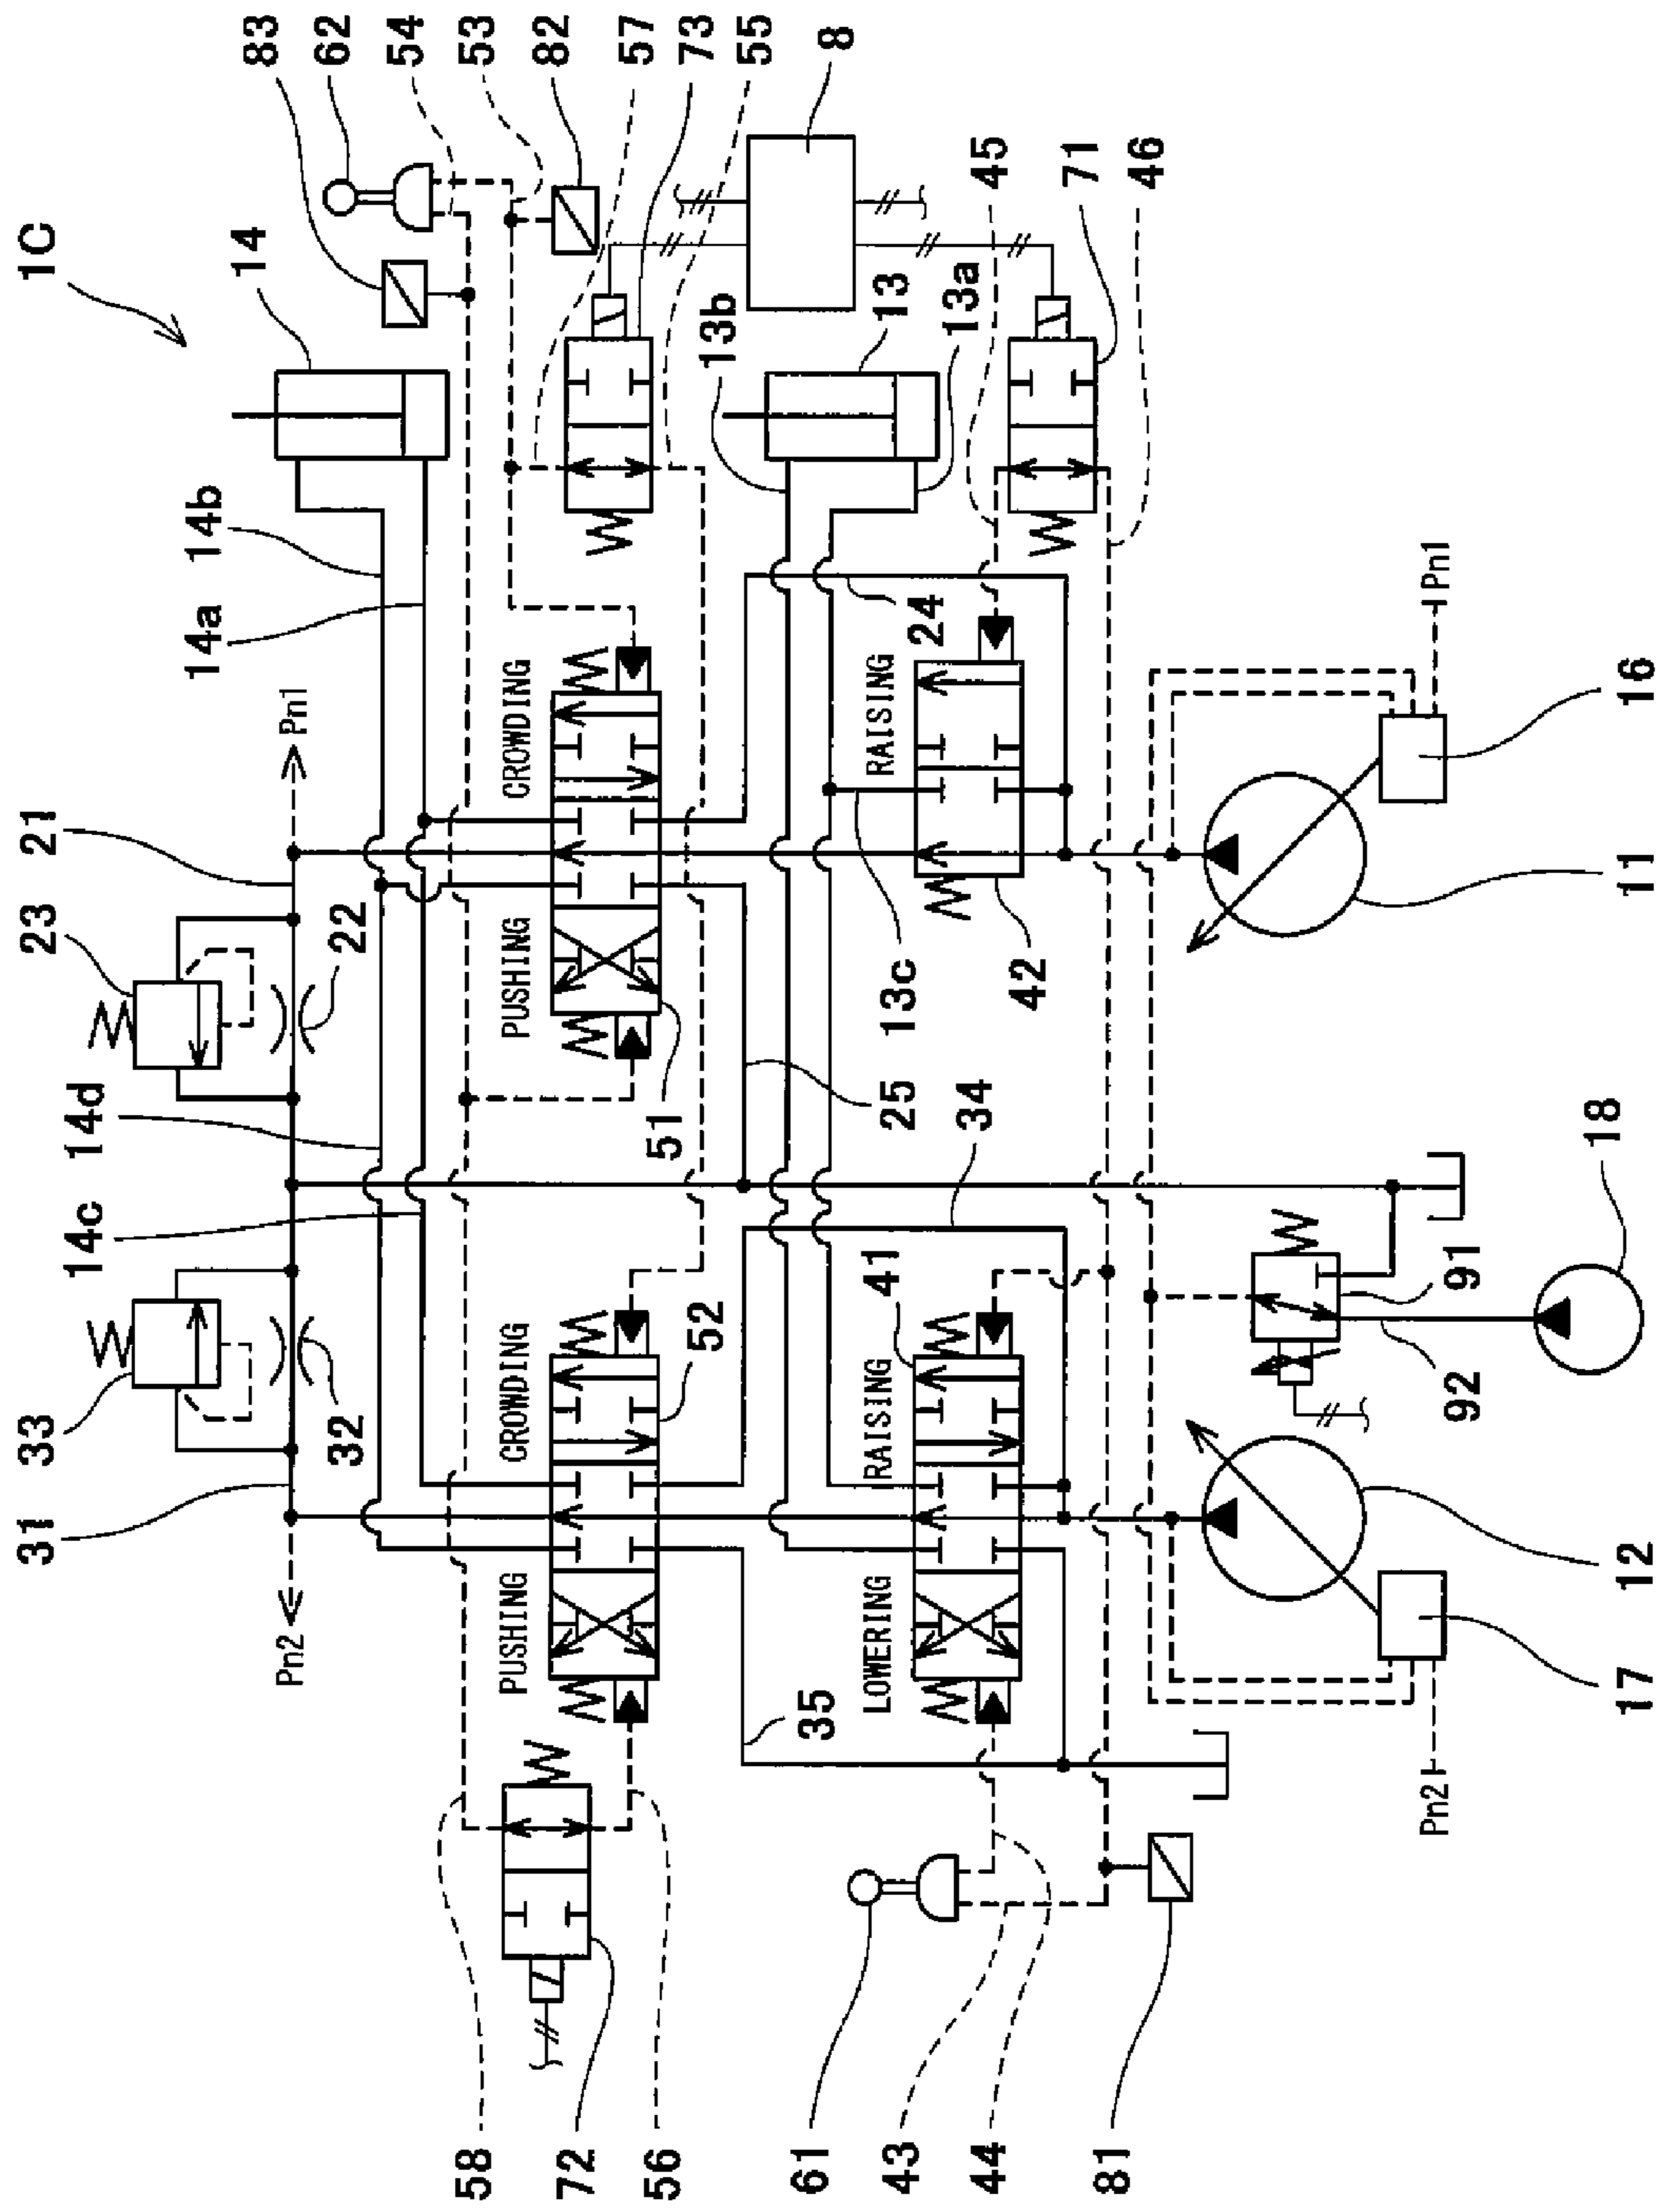 1C
31
33
23
21
14c
14d
14a
14b
14
83
62
54
53
82
57
73
55
8
Pn2
Pn1
32
22
PUSHING
CROWDING
PUSHING
CROWDING
58
72
56
52
51
13b
61
35
LOWERING
RAISING
41
RAISING
25
13c
13
43
24
13a
44
34
42
45
71
81
46
Pn2
92
91
Pn1
17
12
18
11
16